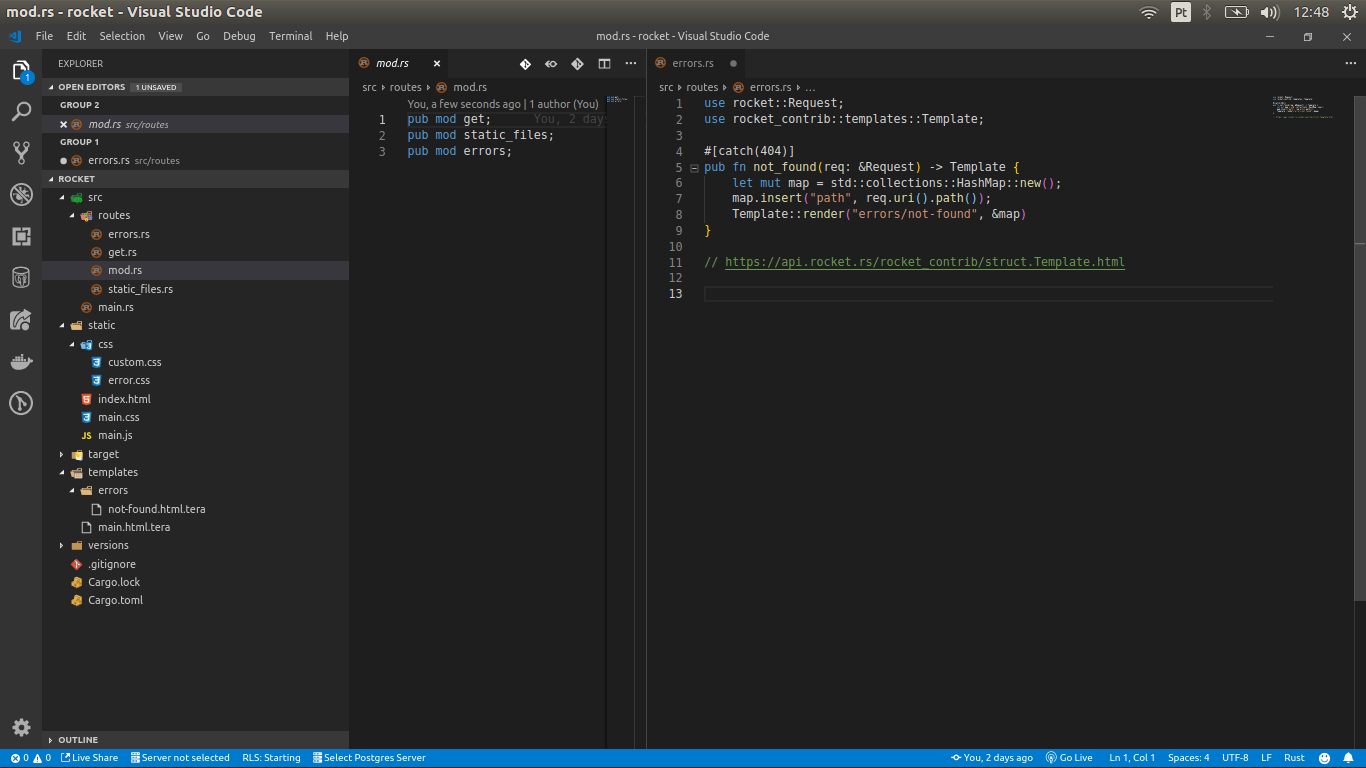 mod.rs - rocket - Visual Studio Code
Pt
12:48
File Edit Selection View Go Debug Terminal Help
mod.rs - rocket - Visual Studio Code
1
EXPLORER
OPEN EDITORS 1 UNSAVED
GROUP 2
mod.rs src/routes
GROUP 1
errors.rs src/routes
ROCKET
src
routes
errors.rs
get.rs
mod.rs
static_files.rs
main.rs
static
css
custom.css
error.css
index.html
main.css
JS main.js
target
templates
errors
not-found.html.tera
main.html.tera
versions
.gitignore
Cargo.lock
Cargo.toml
OUTLINE
mod.rs
src routes mod.rs
You, a few seconds ago | 1 author (You)
1 pub mod get; You, 2 day
2 pub mod static_files;
3 pub mod errors;
errors.rs
src routes errors.rs ...
1 use rocket::Request;
2 use rocket_contrib::templates::Template;
3
4 #[catch(404)]
5 pub fn not_found(req: &Request) -> Template {
6 let mut map = std::collections::HashMap::new();
7 map.insert("path", req.uri().path());
8 Template::render("errors/not-found", &map)
9 }
10
11 // https://api.rocket.rs/rocket_contrib/struct.Template.html
12
13
0 0 Live Share Server not selected RLS: Starting Select Postgres Server
You, 2 days ago Go Live Ln 1, Col 1 Spaces: 4 UTF-8 LF Rust